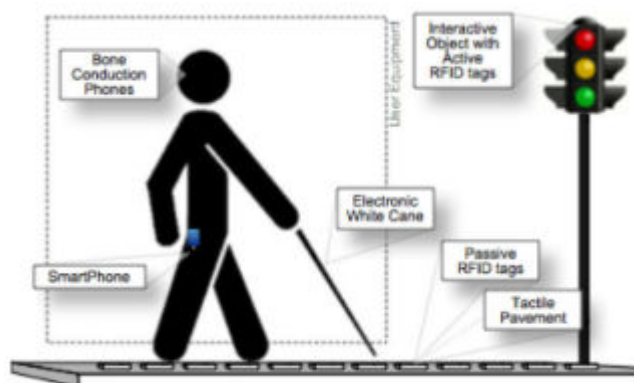 Bone
Conduction
Phones
User Equipment
Interactive
Object with
Active
RFID tags
Electronic
White Cane
SmartPhone
Passive
RFID tags
Tactile
Pavement